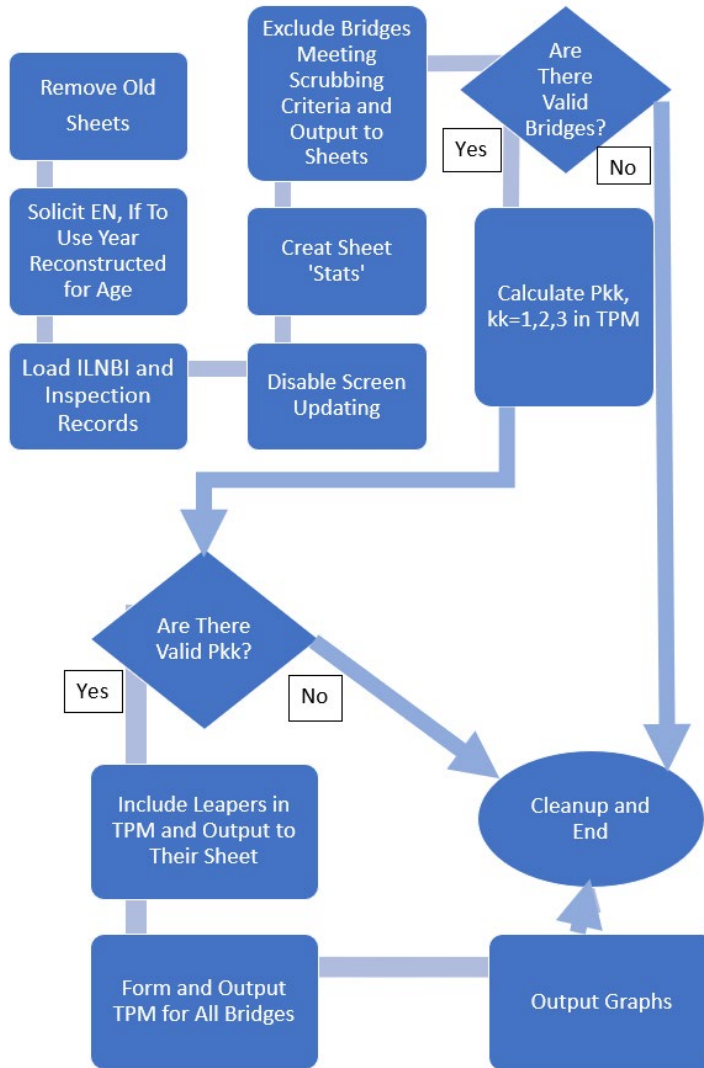 Remove Old
Sheets
Solicit EN, If To
Use Year
Reconstructed
for Age
Load ILNBI and
Inspection
Records
Disable Screen
Updating
Creat Sheet
'Stats'
Exclude Bridges
Meeting
Scrubbing
Criteria and
Output to
Sheets
Are
There
Valid
Bridges?
Yes
No
Calculate Pkk,
kk=1,2,3 in TPM
Are There
Valid Pkk?
Yes
No
Include Leapers in
TPM and Output to
Their Sheet
Form and Output
TPM for All Bridges
Output Graphs
Cleanup and
End